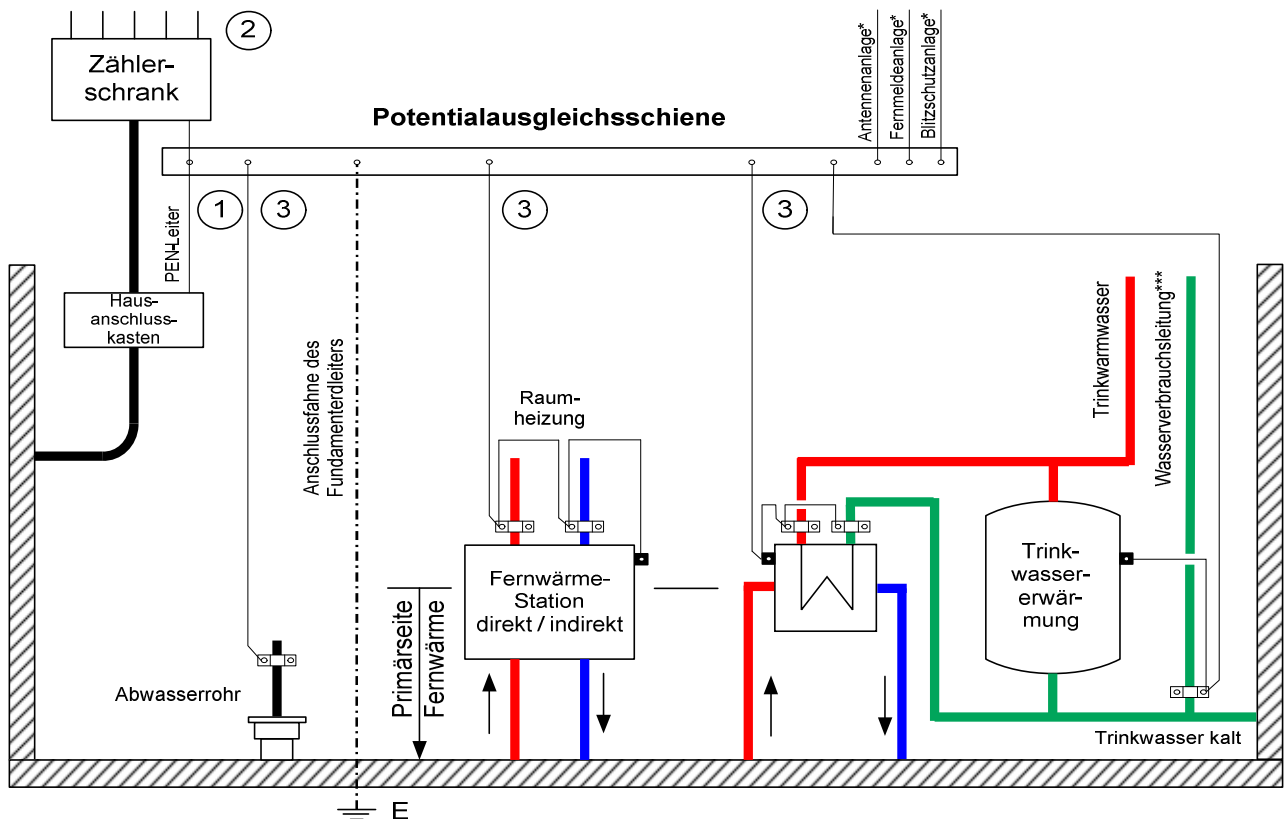 2
Zähler-
schrank
Antennenanlage*
Fernmeldeanlage*
Blitzschutzanlage*
Potentialausgleichsschiene
1
3
3
3
PEN-Leiter
Haus-
anschluss-
kasten
Anschlussfahne des
Fundamenterdleiters
Raum-
heizung
Trinkwarmwasser
Wasserverbrauchsleitung***
Fernwärme-
Station
direkt / indirekt
Trink-
wasser-
erwär-
mung
Primärseite
Fernwärme
Abwasserrohr
Trinkwasser kalt
E